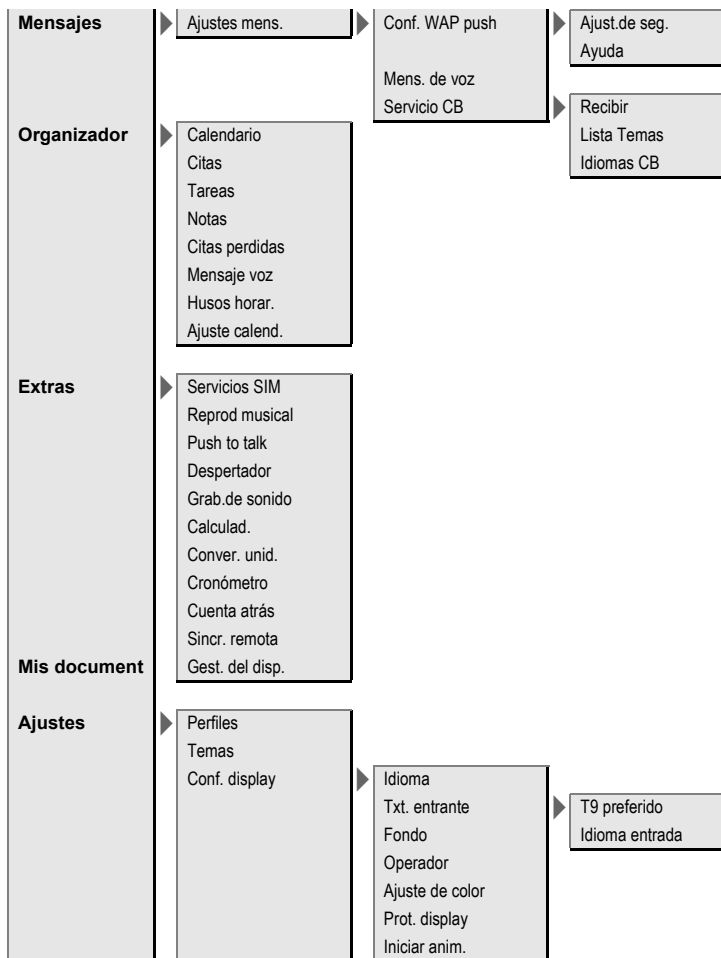 Mensajes
Ajustes mens.
Conf. WAP push
Ajust.de seg.
Ayuda
Mens. de voz
Servicio CB
Recibir
Lista Temas
Idiomas CB
Organizador
Calendario
Citas
Tareas
Notas
Citas perdidas
Mensaje voz
Husos horar.
Ajuste calend.
Extras
Servicios SIM
Reprod musical
Push to talk
Despertador
Grab.de sonido
Calculad.
Conver. unid.
Cronómetro
Cuenta atrás
Sincr. remota
Gest. del disp.
Mis document
Ajustes
Perfiles
Temas
Conf. display
Idioma
Txt. entrante
T9 preferido
Idioma entrada
Fondo
Operador
Ajuste de color
Prot. display
Iniciar anim.